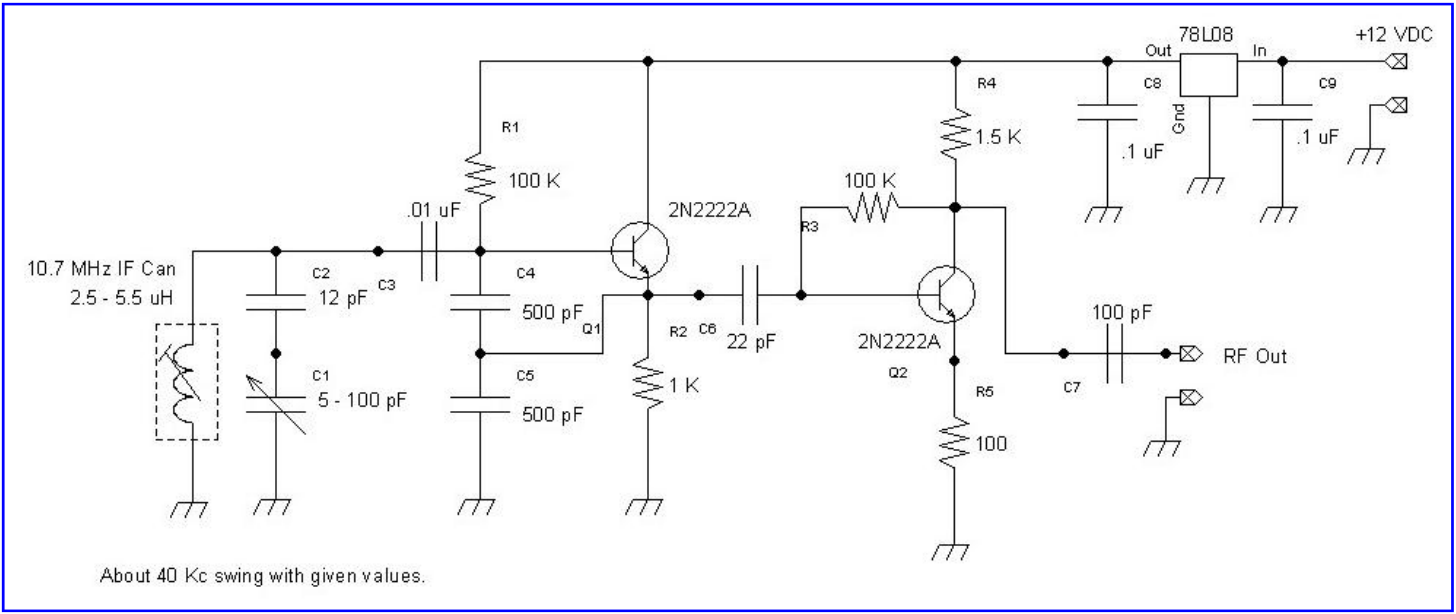 78L08
+12 VDC
Out
In
C8
C9
Gnd
.1 uF
.1 uF
R4
1.5 K
R1
100 K
100 K
R3
2N2222A
.01 uF
10.7 MHz IF Can
2.5 - 5.5 uH
C2
12 pF
C3
C4
500 pF
Q1
R2
C6
22 pF
2N2222A
Q2
100 pF
RF Out
C7
C1
5 - 100 pF
C5
500 pF
1 K
R5
100
About 40 Kc swing with given values.